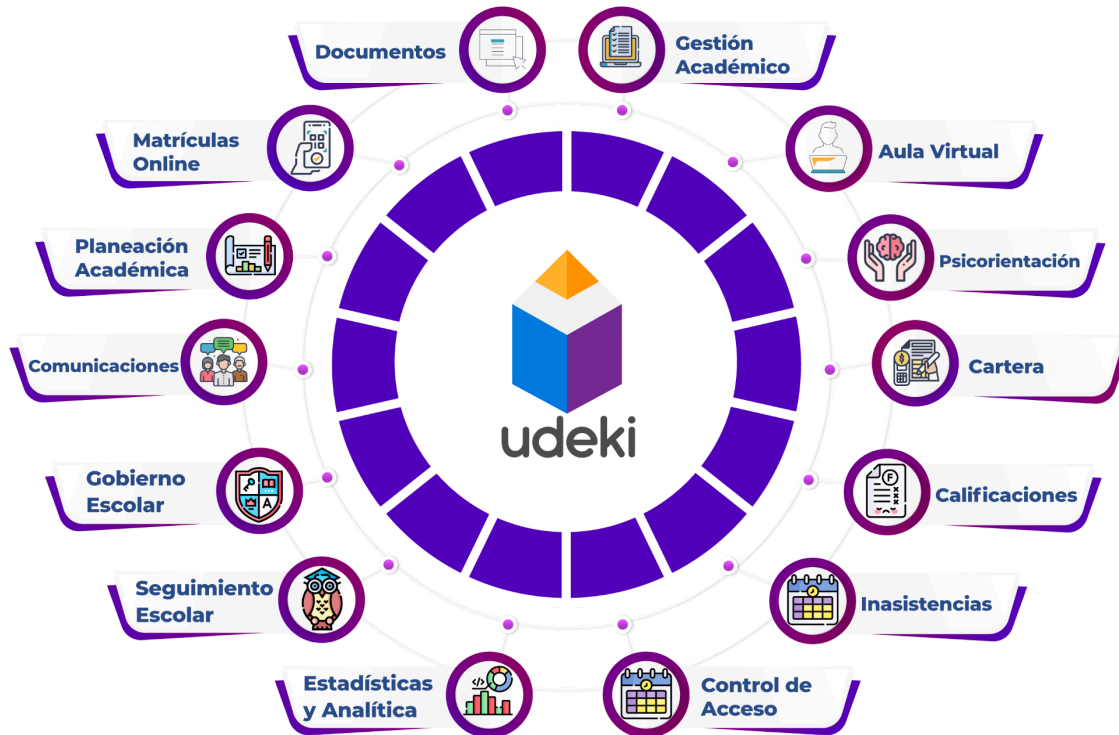 Documentos
Gestión
Académico
Matrículas
Online
Aula Virtual
Planeación
Académica
Psicorientación
Comunicaciones
Cartera
udeki
Gobierno
Escolar
Calificaciones
Seguimiento
Escolar
Inasistencias
Estadísticas
y Analítica
Control de
Acceso